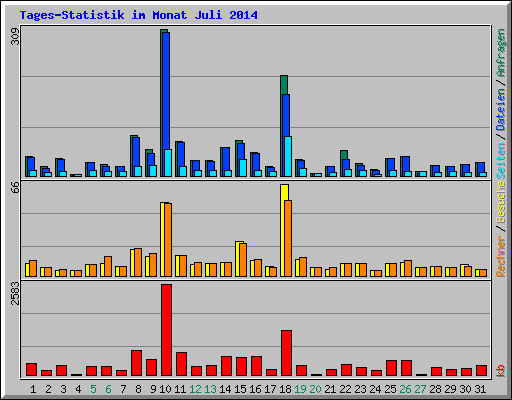 Tages-Statistik im Monat Juli 2014
309
66
2583
Anfragen / Dateien / Seiten
Rechner / Besuche
kb
1 2 3 4 5 6 7 8 9 10 11 12 13 14 15 16 17 18 19 20 21 22 23 24 25 26 27 28 29 30 31